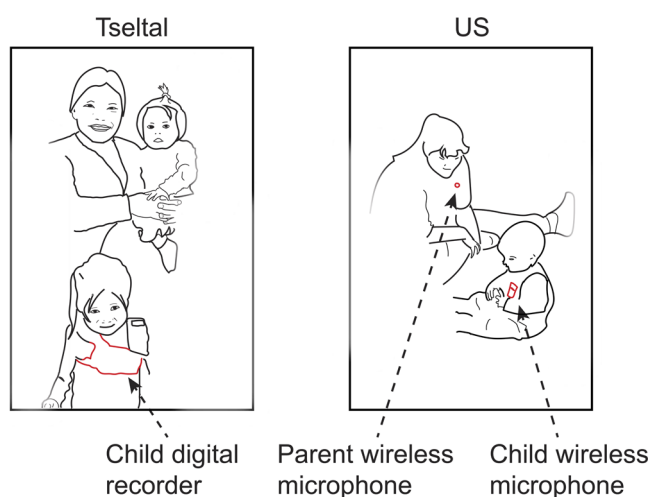 Tseltal
US
Child digital
recorder
Parent wireless
microphone
Child wireless
microphone